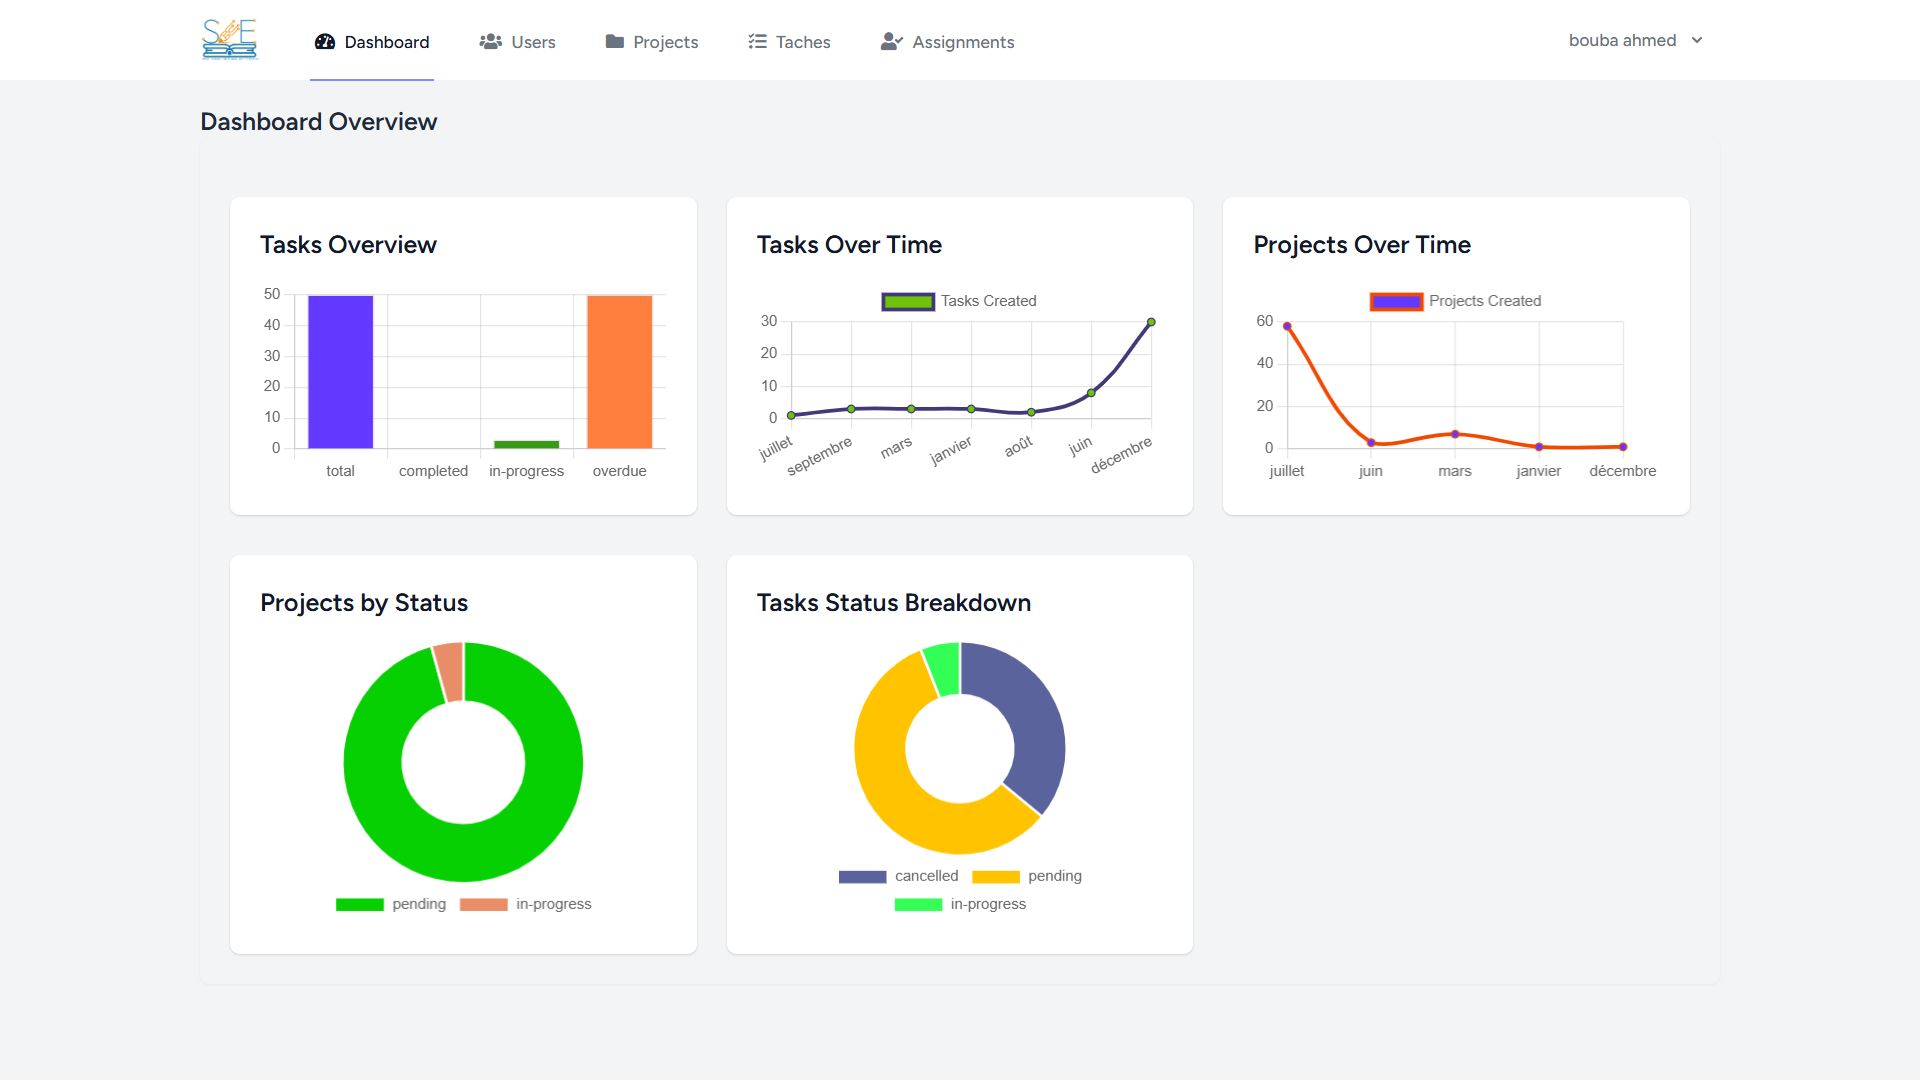 SE
Dashboard Users Projects Taches Assignments bouba ahmed
Dashboard Overview
Tasks Overview
50
40
30
20
10
0
total completed in-progress overdue
Tasks Over Time
Tasks Created
30
20
10
0
juillet septembre mars janvier août juin décembre
Projects Over Time
Projects Created
60
40
20
0
juillet juin mars janvier décembre
Projects by Status
pending in-progress
Tasks Status Breakdown
cancelled pending
in-progress